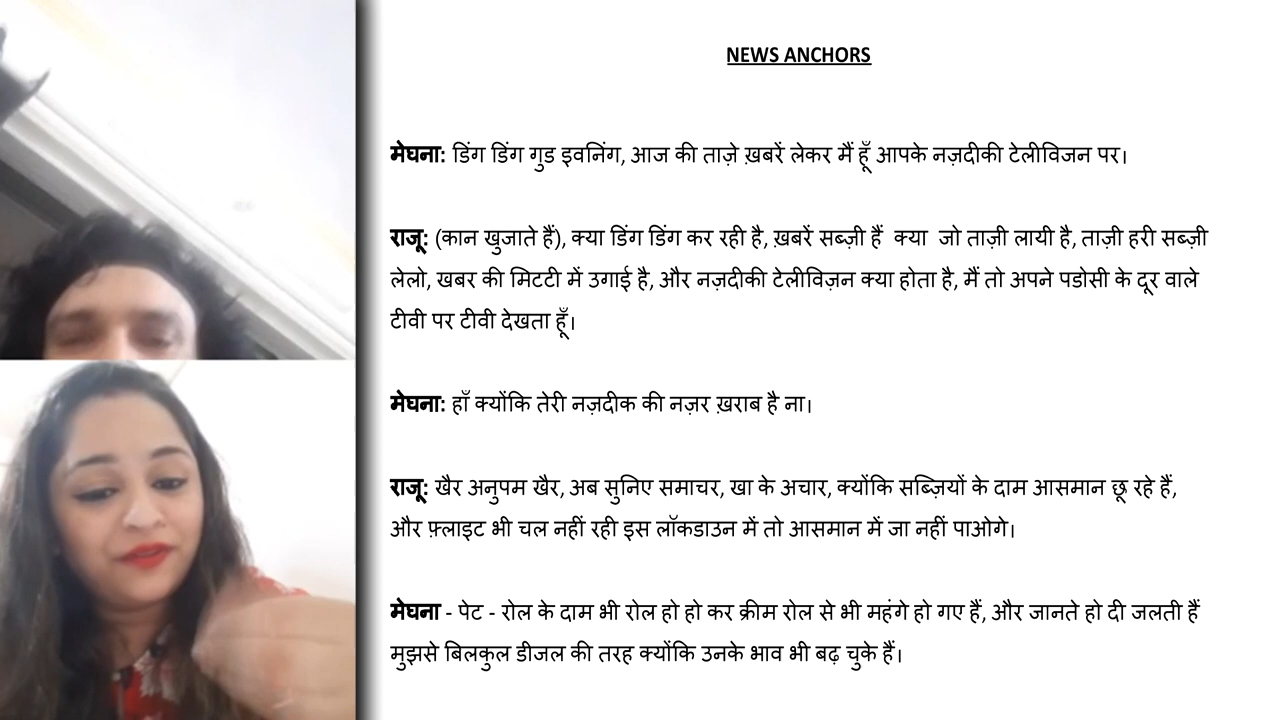 NEWS ANCHORS
मेघना: डिंग डिंग गुड इवनिंग, आज की ताज़े ख़बरें लेकर मैं हूँ आपके नज़दीकी टेलीविजन पर।
राजू: (कान खुजाते हैं), क्या डिंग डिंग कर रही है, ख़बरें सब्ज़ी हैं क्या जो ताज़ी लायी है, ताज़ी हरी सब्ज़ी
लेलो, खबर की मिटटी में उगाई है, और नज़दीकी टेलीविज़न क्या होता है, मैं तो अपने पडोसी के दूर वाले
टीवी पर टीवी देखता हूँ।
मेघना: हाँ क्योंकि तेरी नज़दीक की नज़र ख़राब है ना।
राजू: खैर अनुपम खैर, अब सुनिए समाचर, खा के अचार, क्योंकि सब्ज़ियों के दाम आसमान छू रहे हैं,
और फ़्लाइट भी चल नहीं रही इस लॉकडाउन में तो आसमान में जा नहीं पाओगे।
मेघना - पेट - रोल के दाम भी रोल हो हो कर क्रीम रोल से भी महंगे हो गए हैं, और जानते हो दी जलती हैं
मुझसे बिलकुल डीजल की तरह क्योंकि उनके भाव भी बढ़ चुके हैं।